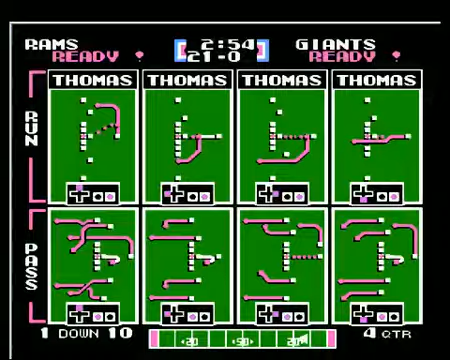 RAMS 2:54 GIANTS
READY 21-0 READY
THOMAS THOMAS THOMAS THOMAS
RUN
PASS
1 DOWN 10 20 50 20 4 QTR